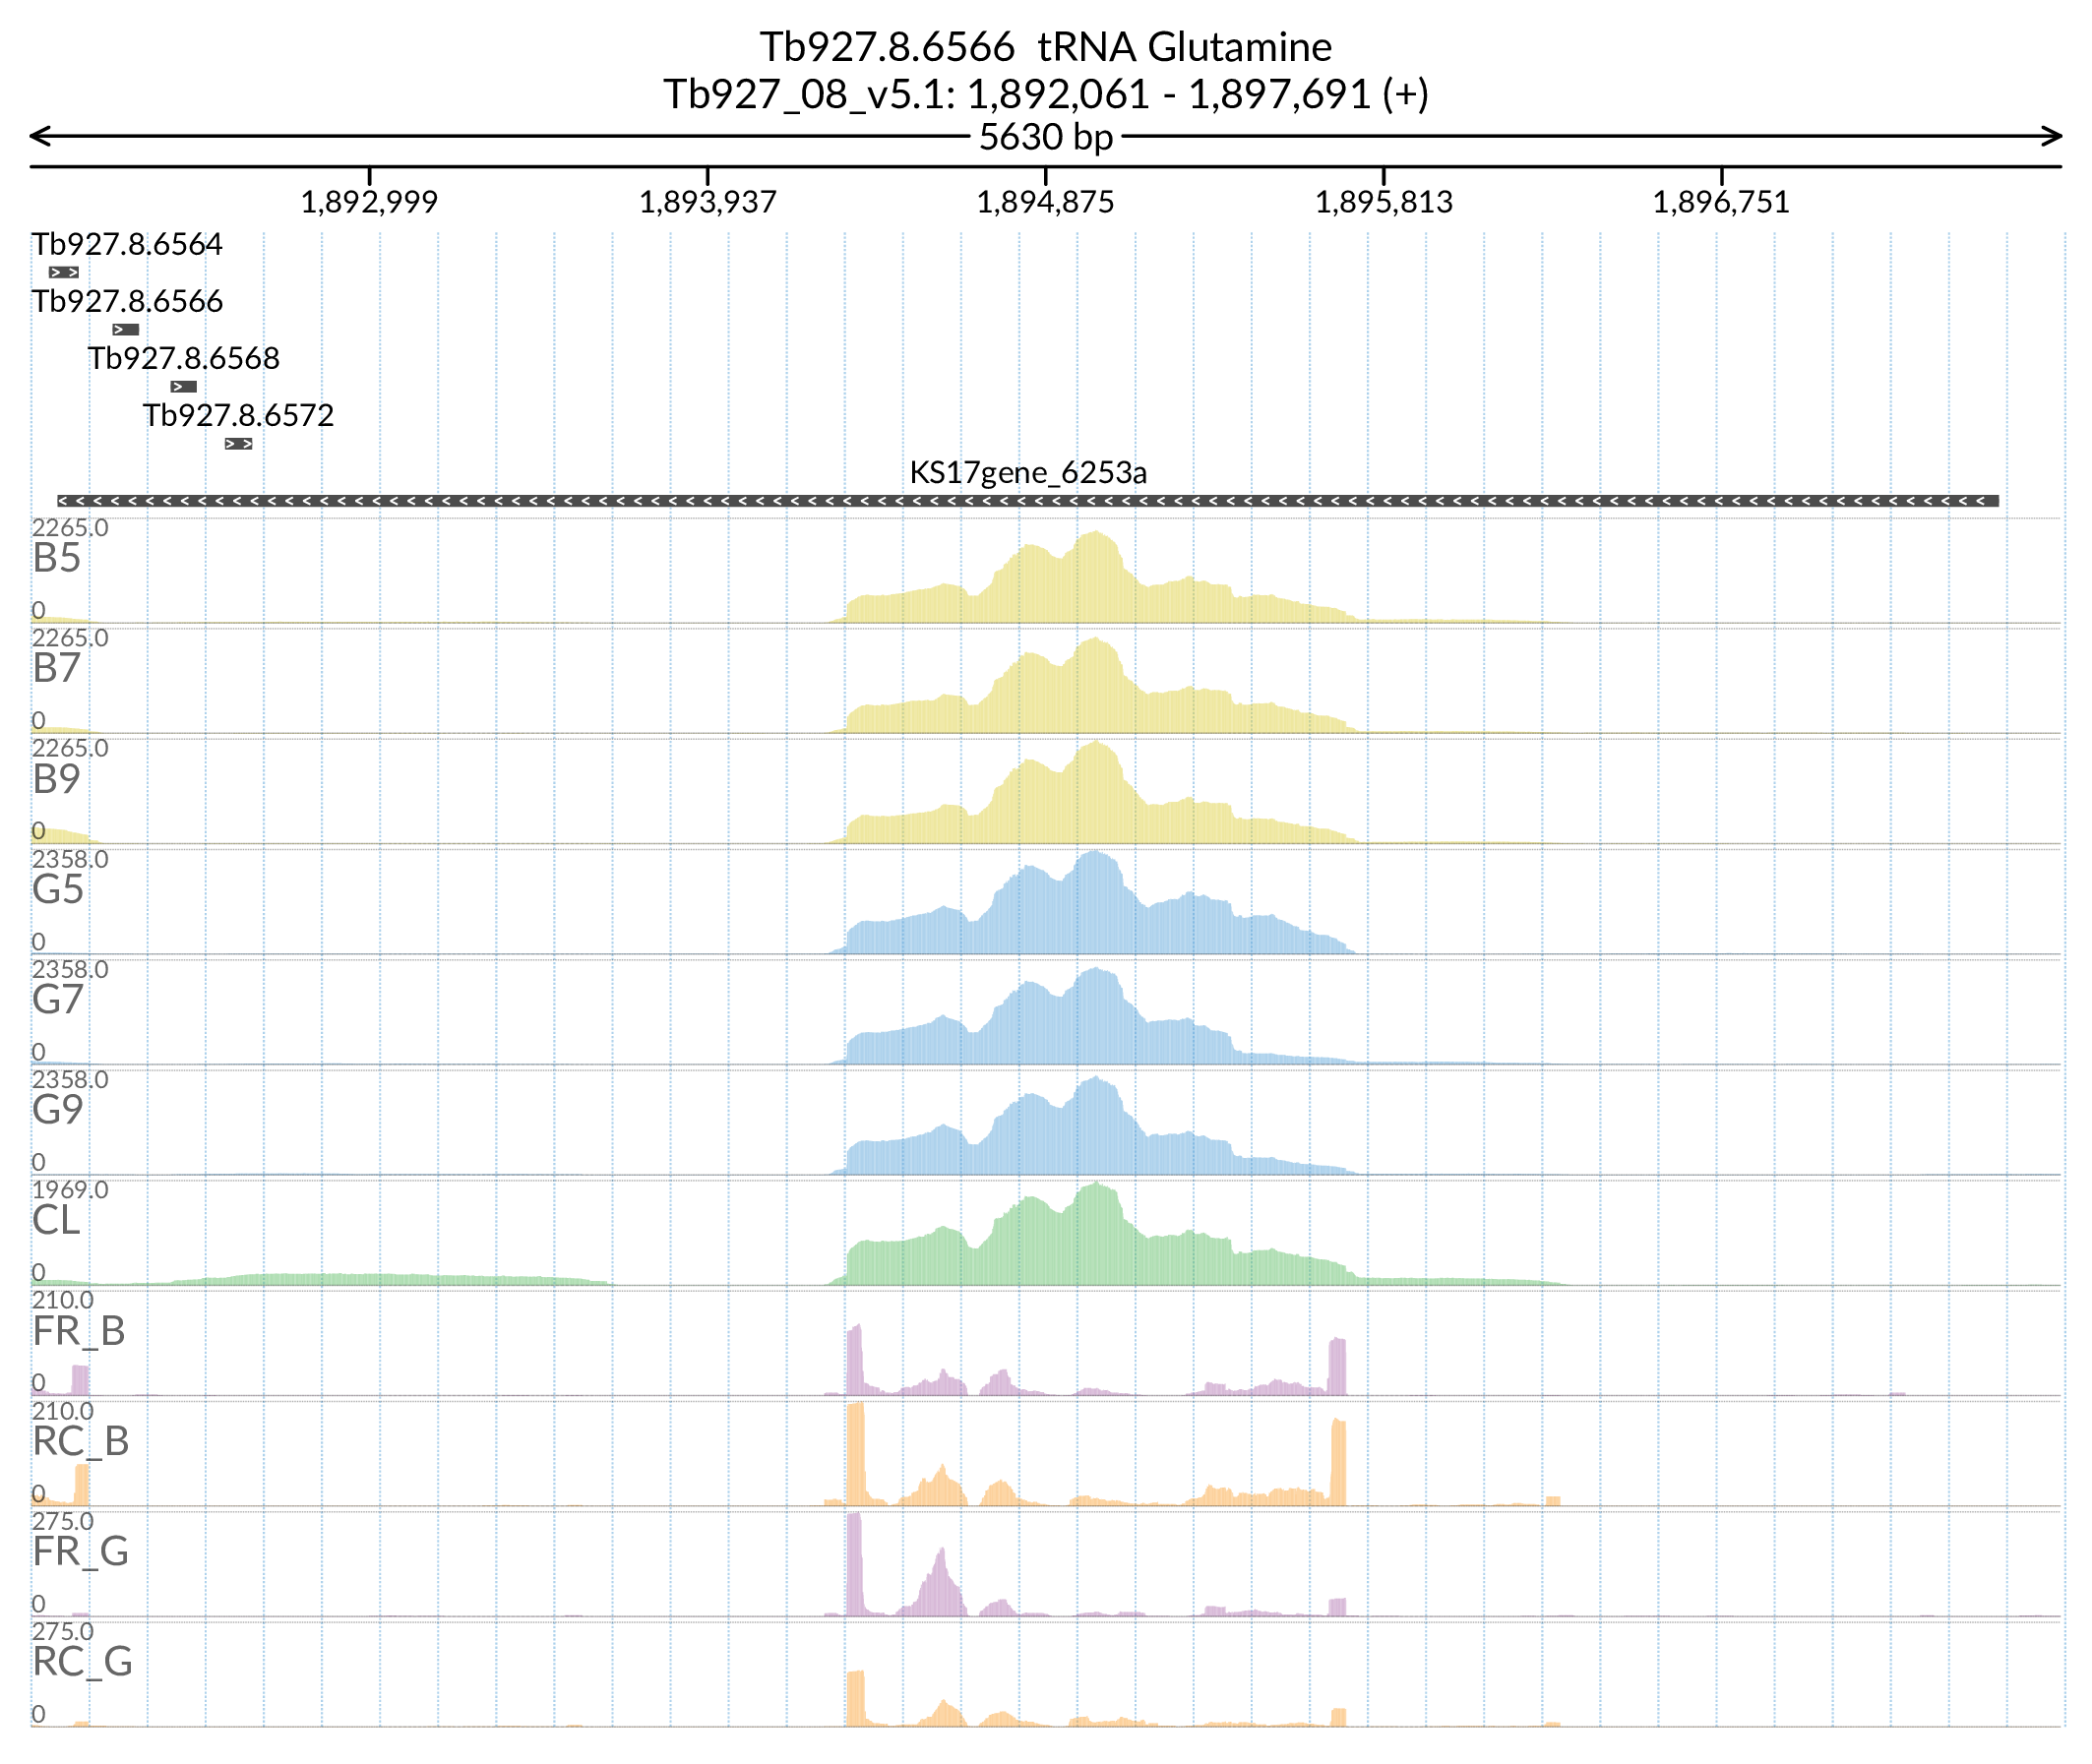 Tb927.8.6566 tRNA Glutamine
Tb927_08_v5.1: 1,892,061 - 1,897,691 (+)
5630 bp
1,892,999 1,893,937 1,894,875 1,895,813 1,896,751
Tb927.8.6564
Tb927.8.6566
Tb927.8.6568
Tb927.8.6572
KS17gene_6253a
2265.0
B5
0
2265.0
B7
0
2265.0
B9
0
2358.0
G5
0
2358.0
G7
0
2358.0
G9
0
1969.0
CL
0
210.0
FR_B
0
210.0
RC_B
0
275.0
FR_G
0
275.0
RC_G
0